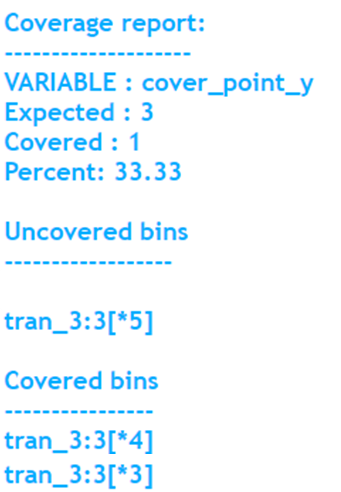 Coverage report:
--------------------
VARIABLE : cover_point_y
Expected : 3
Covered : 1
Percent: 33.33
Uncovered bins
------------------
tran_3:3[*5]
Covered bins
----------------
tran_3:3[*4]
tran_3:3[*3]